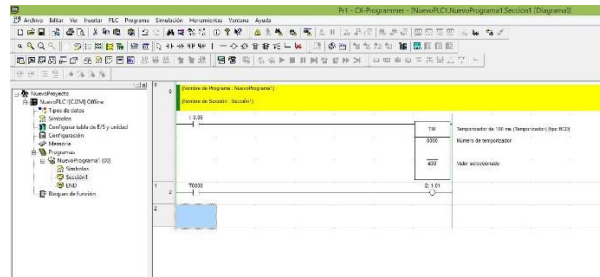 Pr1 - CX-Programmer - [NuevoPLC1.NuevoPrograma1.Sección1 [Diagrama]]
Archivo Editar Ver Insertar PLC Programa Simulación Herramientas Ventana Ayuda
NuevoProyecto
NuevoPLC1[CJ2M] Offline
Tipos de datos
Símbolos
Configurar tabla de E/S y unidad
Configuración
Memoria
Programas
NuevoPrograma1 (00)
Símbolos
Sección1
END
Bloques de función
0
0
[Nombre de Programa : NuevoPrograma1]
[Nombre de Sección : Sección1]
I: 0.05
TIM
Temporizador de 100 ms (Temporizador) [tipo BCD]
0000
Número de temporizador
#30
Valor seleccionado
1
2
T0000
Q: 1.01
2